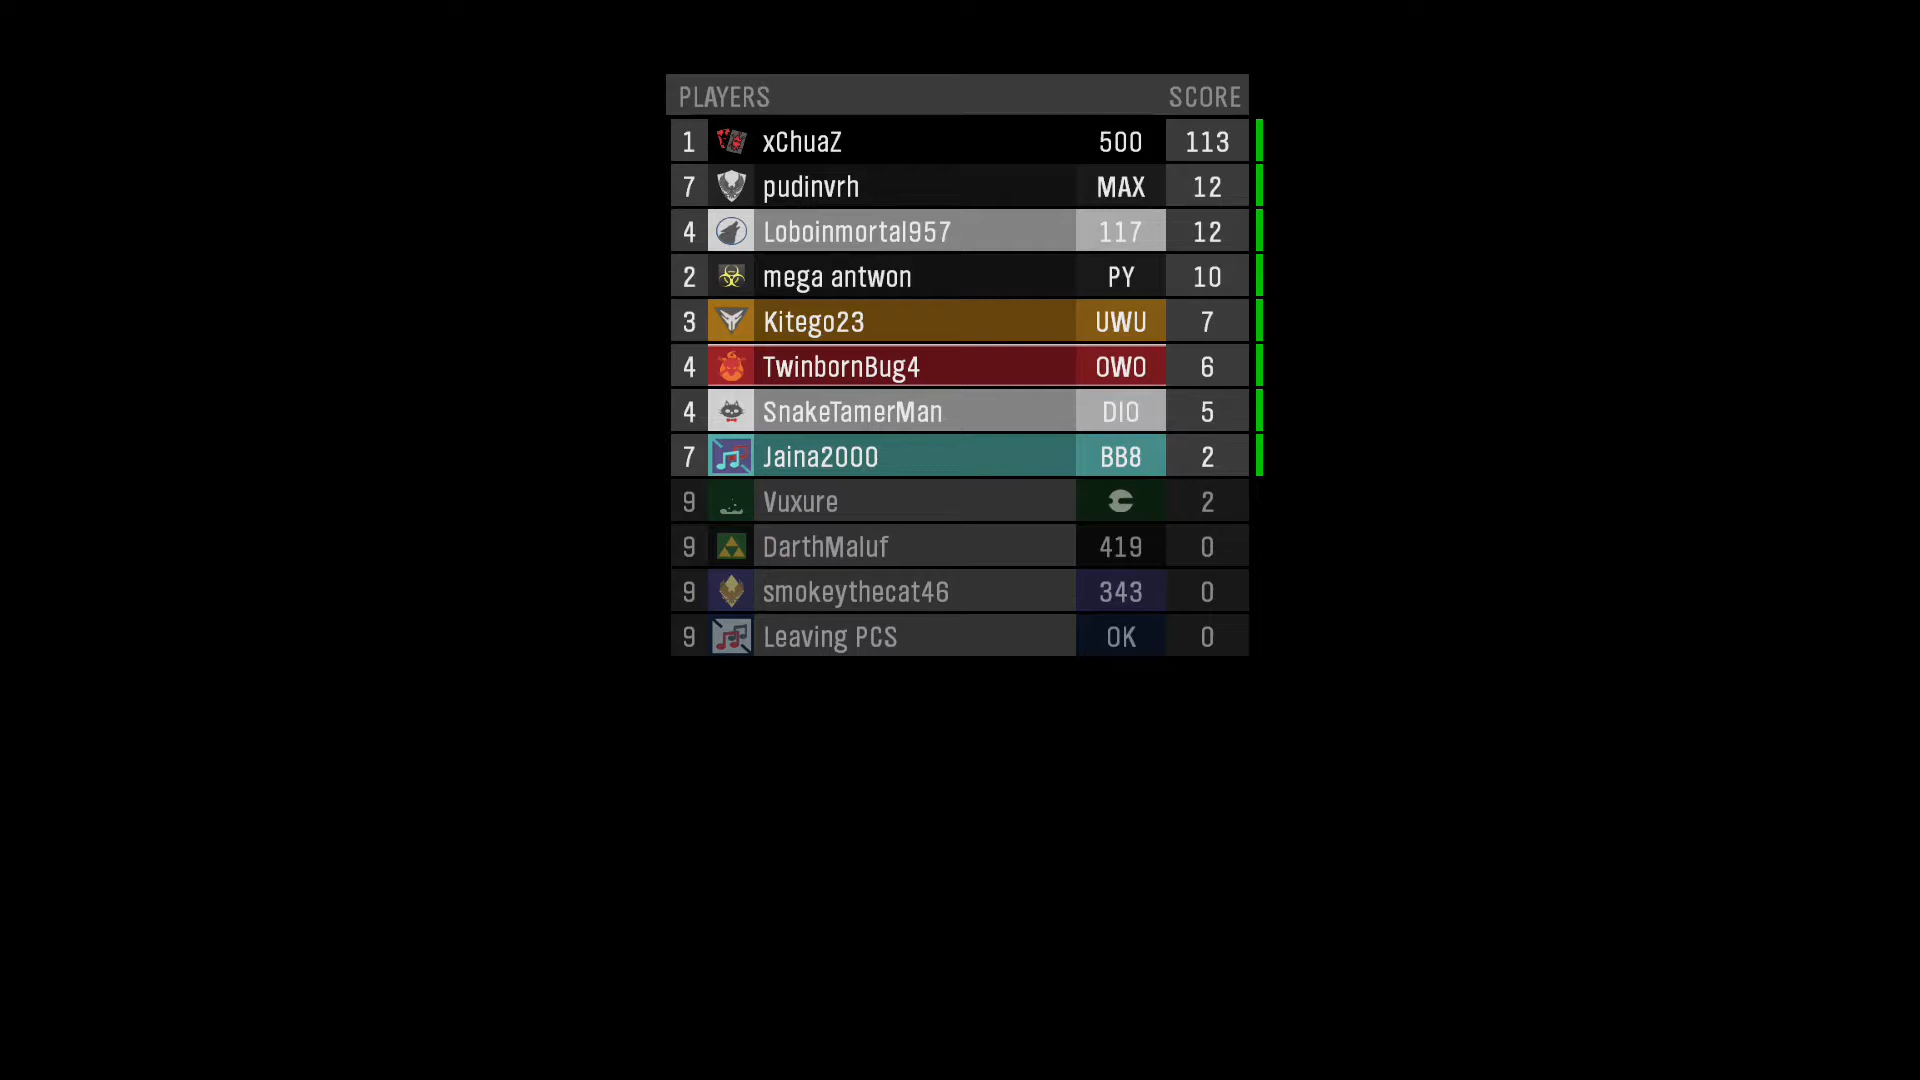 PLAYERS SCORE
1 xChuaZ 500 113
7 pudinvrh MAX 12
4 Loboinmortal957 117 12
2 mega antwon PY 10
3 Kitego23 UWU 7
4 TwinbornBug4 OWO 6
4 SnakeTamerMan DIO 5
7 Jaina2000 BB8 2
9 Vuxure 2
9 DarthMaluf 419 0
9 smokeythecat46 343 0
9 Leaving PCS OK 0